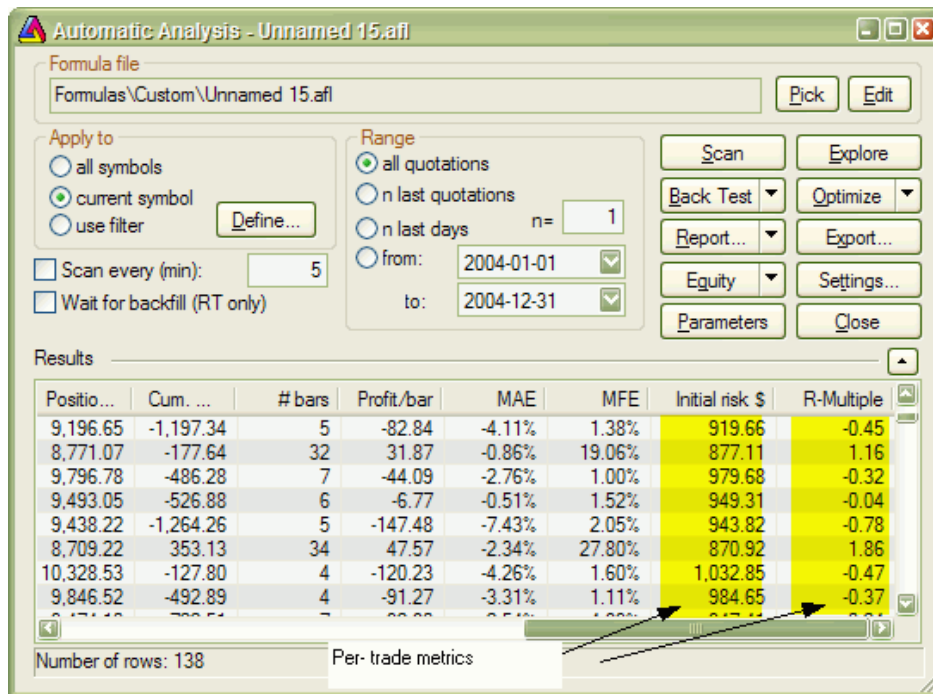 Automatic Analysis - Unnamed 15.afl
Formula file
Formulas\Custom\Unnamed 15.afl
Pick Edit
Apply to
all symbols
current symbol
use filter
Define...
Range
all quotations
n last quotations
n last days
n= 1
from: 2004-01-01
to: 2004-12-31
Scan Explore
Back Test Optimize
Report... Export...
Equity Settings...
Parameters Close
Scan every (min): 5
Wait for backfill (RT only)
Results
Positio... Cum. ... # bars Profit/bar MAE MFE Initial risk $ R-Multiple
9,196.65 -1,197.34 5 -82.84 -4.11% 1.38% 919.66 -0.45
8,771.07 -177.64 32 31.87 -0.86% 19.06% 877.11 1.16
9,796.78 -486.28 7 -44.09 -2.76% 1.00% 979.68 -0.32
9,493.05 -526.88 6 -6.77 -0.51% 1.52% 949.31 -0.04
9,438.22 -1,264.26 5 -147.48 -7.43% 2.05% 943.82 -0.78
8,709.22 353.13 34 47.57 -2.34% 27.80% 870.92 1.86
10,328.53 -127.80 4 -120.23 -4.26% 1.60% 1,032.85 -0.47
9,846.52 -492.89 4 -91.27 -3.31% 1.11% 984.65 -0.37
Number of rows: 138
Per- trade metrics